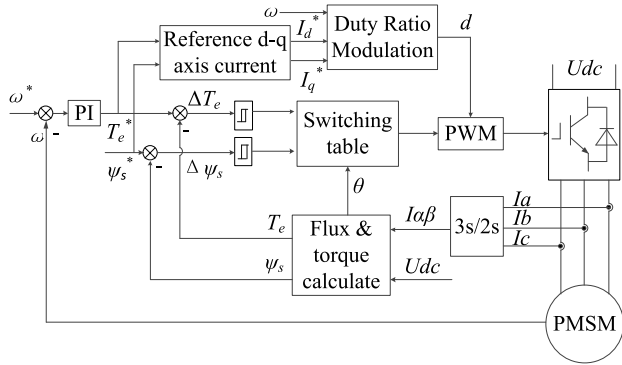 ω
I_d^*
Duty Ratio
Modulation
d
Reference d-q
axis current
I_q^*
Udc
ω*
PI
ΔT_e
ω
-
T_e^*
-
Switching
table
PWM
ψ_s^*
-
Δψ_s
θ
Ia
T_e
Flux &
torque
calculate
Iαβ
3s/2s
Ib
Ic
ψ_s
Udc
PMSM